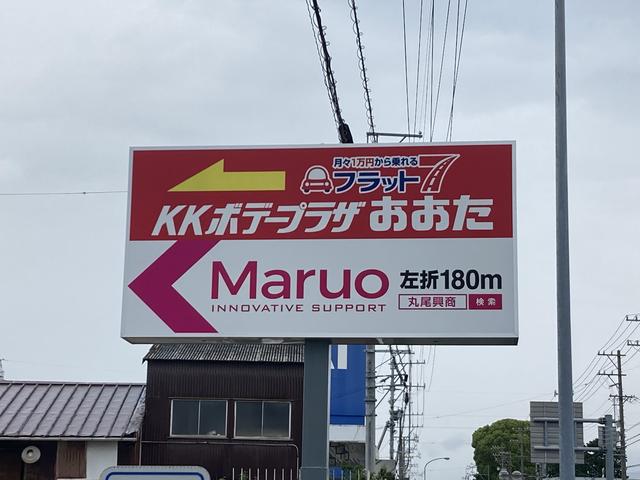 月々1万円から乗れる
フラット7
KKボデープラザ おおた
Maruo
INNOVATIVE SUPPORT
左折180m
丸尾興商 検索